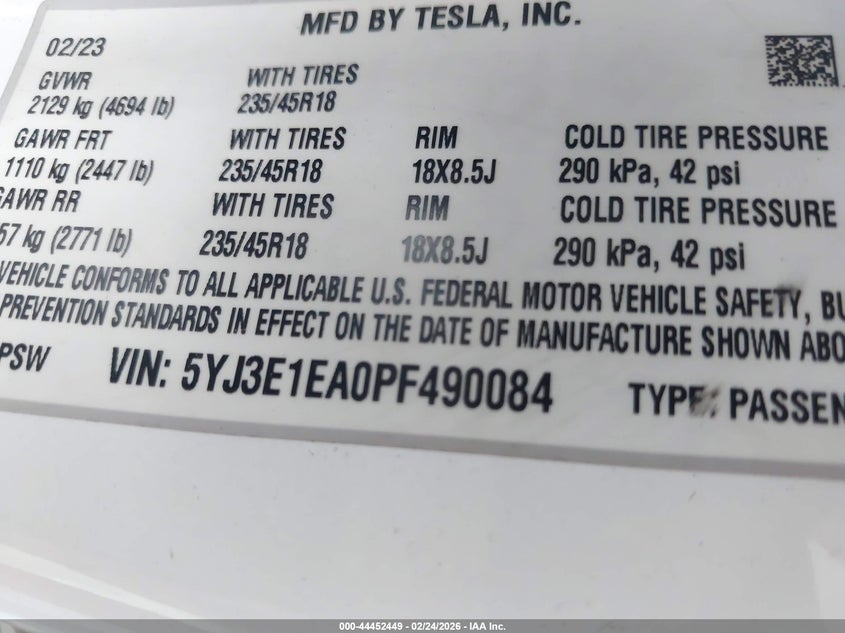 MFD BY TESLA, INC.
02/23
GVWR WITH TIRES
2129 kg (4694 lb) 235/45R18
GAWR FRT WITH TIRES RIM COLD TIRE PRESSURE
1110 kg (2447 lb) 235/45R18 18X8.5J 290 kPa, 42 psi
GAWR RR WITH TIRES RIM COLD TIRE PRESSURE
57 kg (2771 lb) 235/45R18 18X8.5J 290 kPa, 42 psi
VEHICLE CONFORMS TO ALL APPLICABLE U.S. FEDERAL MOTOR VEHICLE SAFETY, BU
PREVENTION STANDARDS IN EFFECT ON THE DATE OF MANUFACTURE SHOWN ABO
PSW VIN: 5YJ3E1EA0PF490084 TYPE: PASSEN
000-44452449 - 02/24/2026 - IAA Inc.